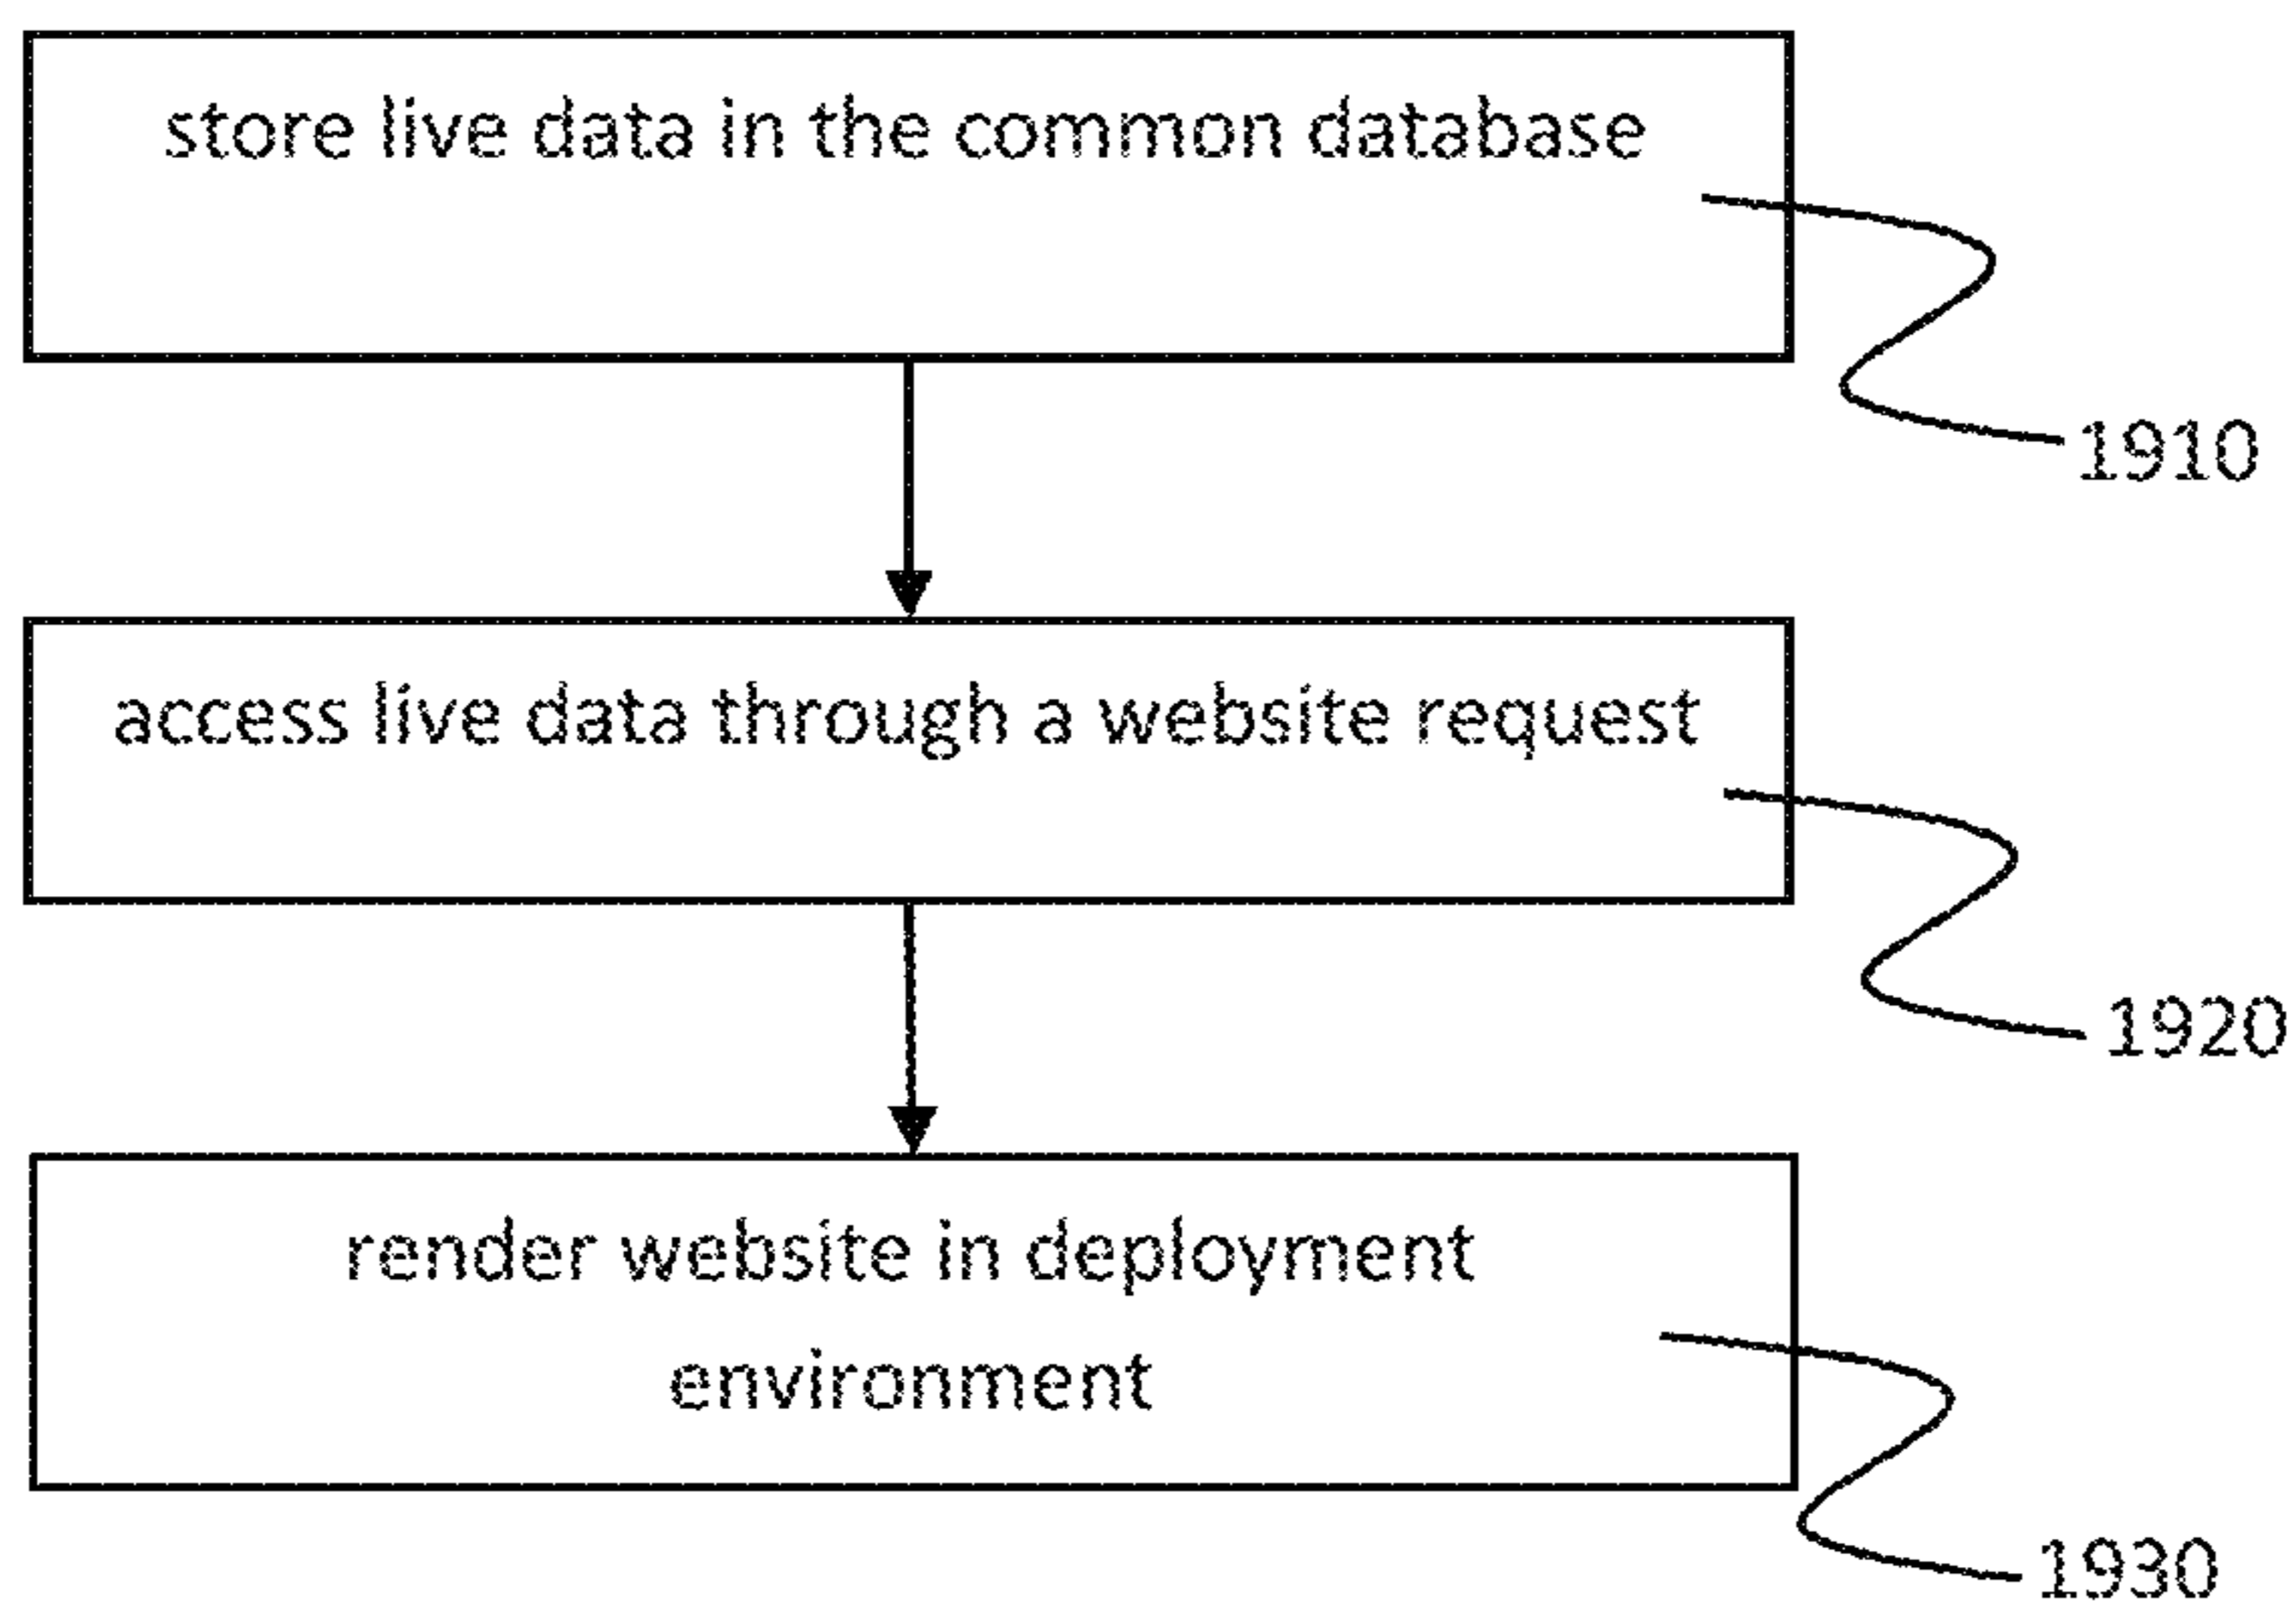 store live data in the common database
1910
access live data through a website request
1920
render website in deployment
environment
1930